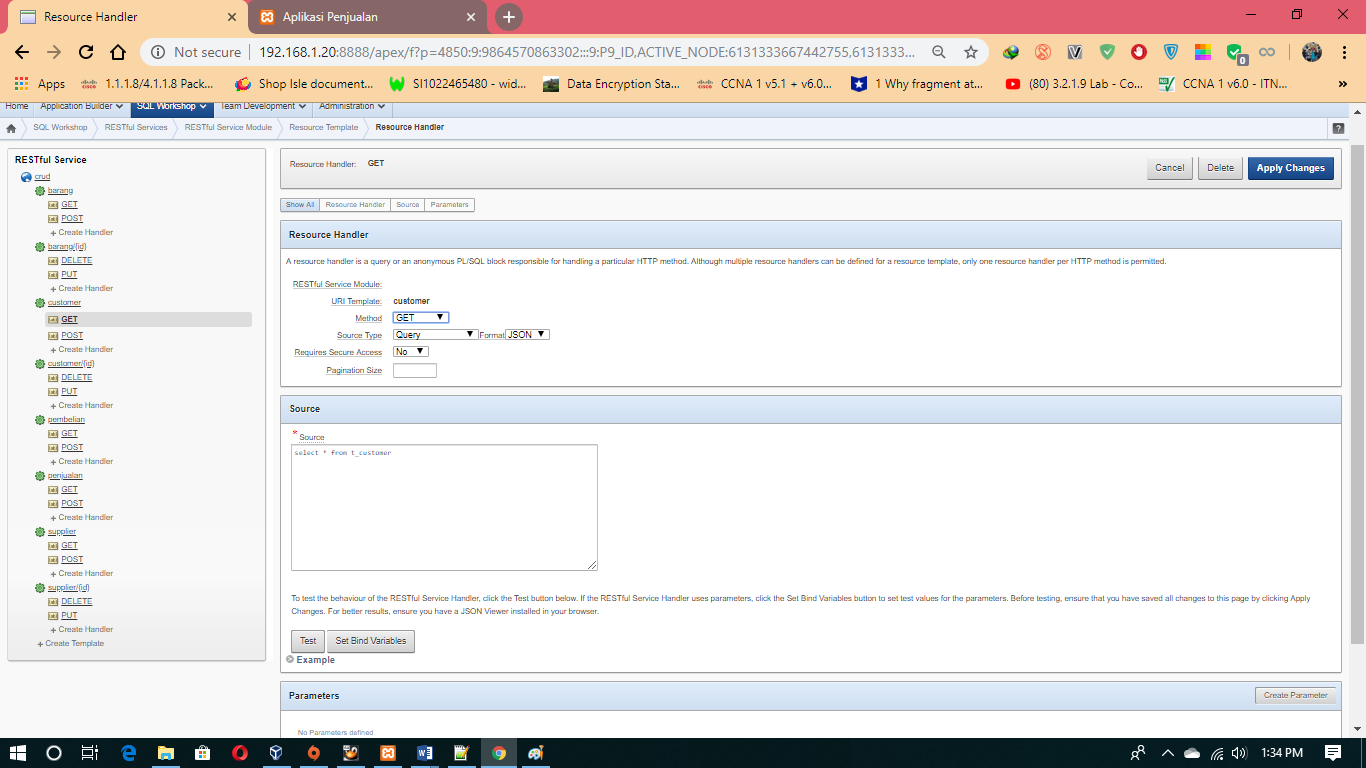 Resource Handler
Aplikasi Penjualan
Not secure | 192.168.1.20:8888/apex/f?p=4850:9:9864570863302:::9:P9_ID,ACTIVE_NODE:6131333667442755,6131333...
Apps
1.1.1.8/4.1.1.8 Pack...
Shop Isle document...
SI1022465480 - wid...
Data Encryption Sta...
CCNA 1 v5.1 + v6.0...
1 Why fragment at...
(80) 3.2.1.9 Lab - Co...
CCNA 1 v6.0 - ITN...
»
Home
Application Builder
SQL Workshop
Team Development
Administration
SQL Workshop
RESTful Services
RESTful Service Module
Resource Template
Resource Handler
?
RESTful Service
crud
barang
GET
POST
+ Create Handler
barang/{id}
DELETE
PUT
+ Create Handler
customer
GET
POST
+ Create Handler
customer/{id}
DELETE
PUT
+ Create Handler
pembelian
GET
POST
+ Create Handler
penjualan
GET
POST
+ Create Handler
supplier
GET
POST
+ Create Handler
supplier/{id}
DELETE
PUT
+ Create Handler
+ Create Template
Resource Handler: GET
Cancel
Delete
Apply Changes
Show All
Resource Handler
Source
Parameters
Resource Handler
A resource handler is a query or an anonymous PL/SQL block responsible for handling a particular HTTP method. Although multiple resource handlers can be defined for a resource template, only one resource handler per HTTP method is permitted.
RESTful Service Module:
URI Template: customer
Method GET
Source Type Query Format JSON
Requires Secure Access No
Pagination Size
Source
* Source
select * from t_customer
To test the behaviour of the RESTful Service Handler, click the Test button below. If the RESTful Service Handler uses parameters, click the Set Bind Variables button to set test values for the parameters. Before testing, ensure that you have saved all changes to this page by clicking Apply
Changes. For better results, ensure you have a JSON Viewer installed in your browser.
Test
Set Bind Variables
Example
Parameters
Create Parameter
No Parameters defined
1:34 PM